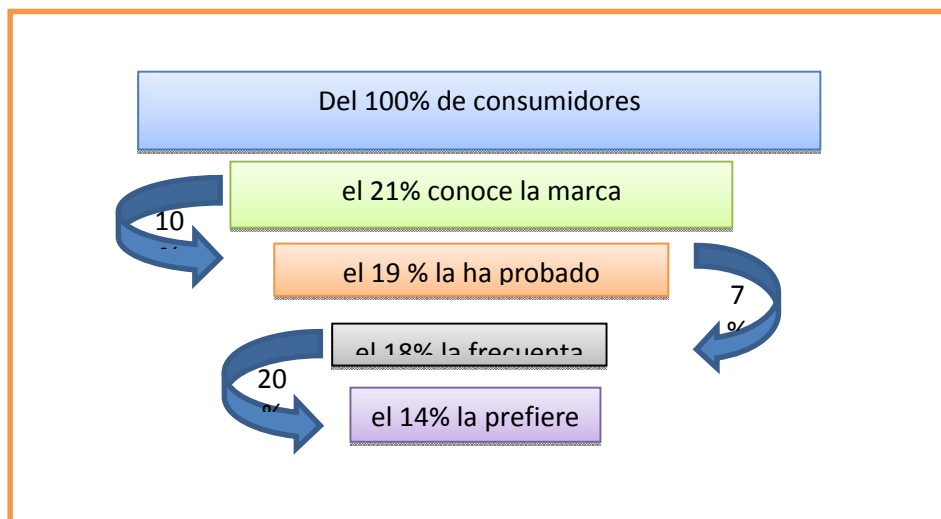 Del 100% de consumidores
el 21% conoce la marca
10
%
el 19 % la ha probado
7
%
el 18% la frecuenta
20
%
el 14% la prefiere